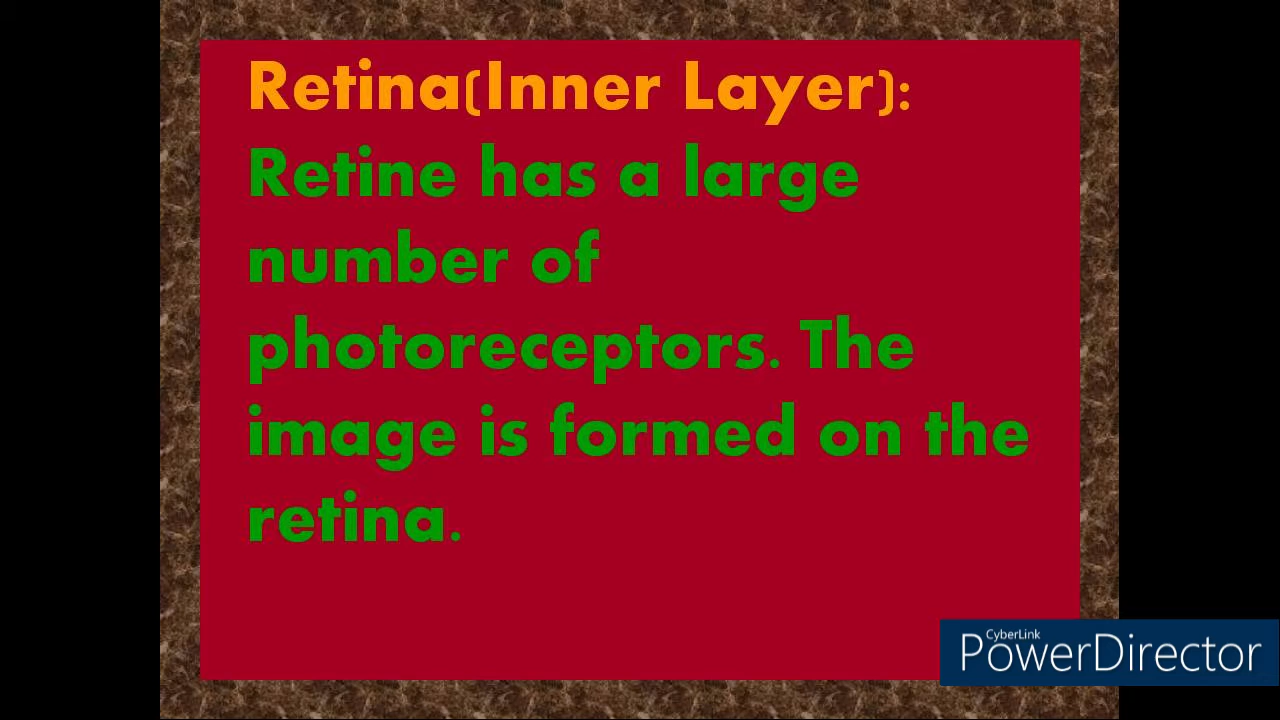 Retina(Inner Layer):
Retine has a large
number of
photoreceptors. The
image is formed on the
retina.
CyberLink
PowerDirector